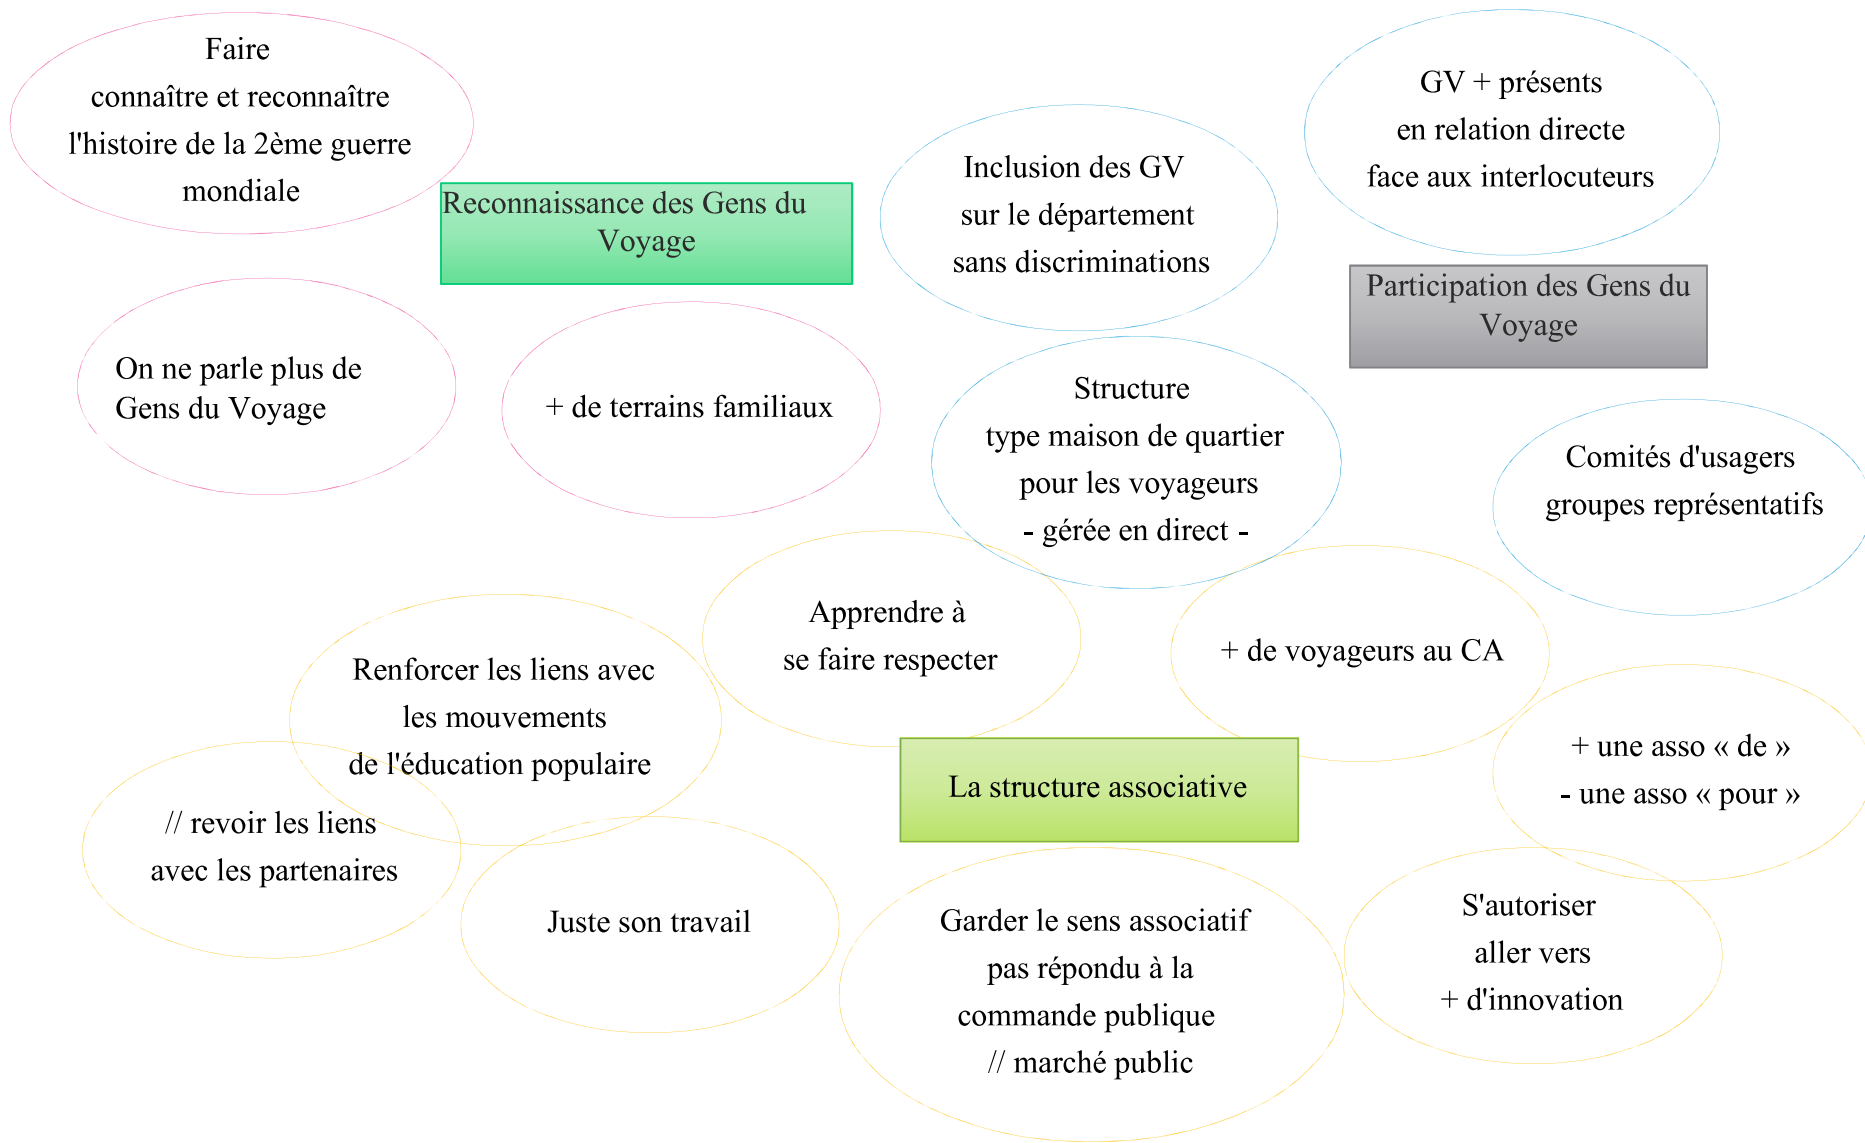 Faire
connaître et reconnaître
l'histoire de la 2ème guerre
mondiale
Reconnaissance des Gens du
Voyage
On ne parle plus de
Gens du Voyage
+ de terrains familiaux
Inclusion des GV
sur le département
sans discriminations
GV + présents
en relation directe
face aux interlocuteurs
Participation des Gens du
Voyage
Structure
type maison de quartier
pour les voyageurs
- gérée en direct -
Comités d'usagers
groupes représentatifs
Apprendre à
se faire respecter
+ de voyageurs au CA
Renforcer les liens avec
les mouvements
de l'éducation populaire
// revoir les liens
avec les partenaires
La structure associative
+ une asso « de »
- une asso « pour »
Juste son travail
Garder le sens associatif
pas répondu à la
commande publique
// marché public
S'autoriser
aller vers
+ d'innovation